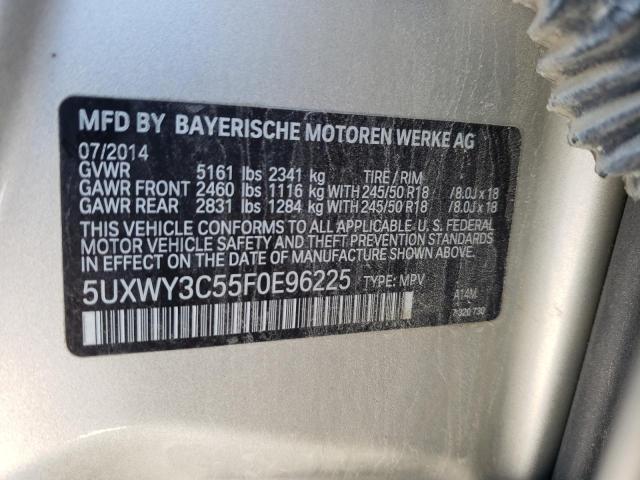 MFD BY BAYERISCHE MOTOREN WERKE AG
07/2014
GVWR 5161 lbs 2341 kg TIRE / RIM
GAWR FRONT 2460 lbs 1116 kg WITH 245/50 R18 / 8.0J x 18
GAWR REAR 2831 lbs 1284 kg WITH 245/50 R18 / 8.0J x 18
THIS VEHICLE CONFORMS TO ALL APPLICABLE U. S. FEDERAL
MOTOR VEHICLE SAFETY AND THEFT PREVENTION STANDARDS
IN EFFECT ON THE DATE OF MANUFACTURE SHOWN ABOVE.
5UXWY3C55F0E96225 TYPE: MPV A14M
7 320 730